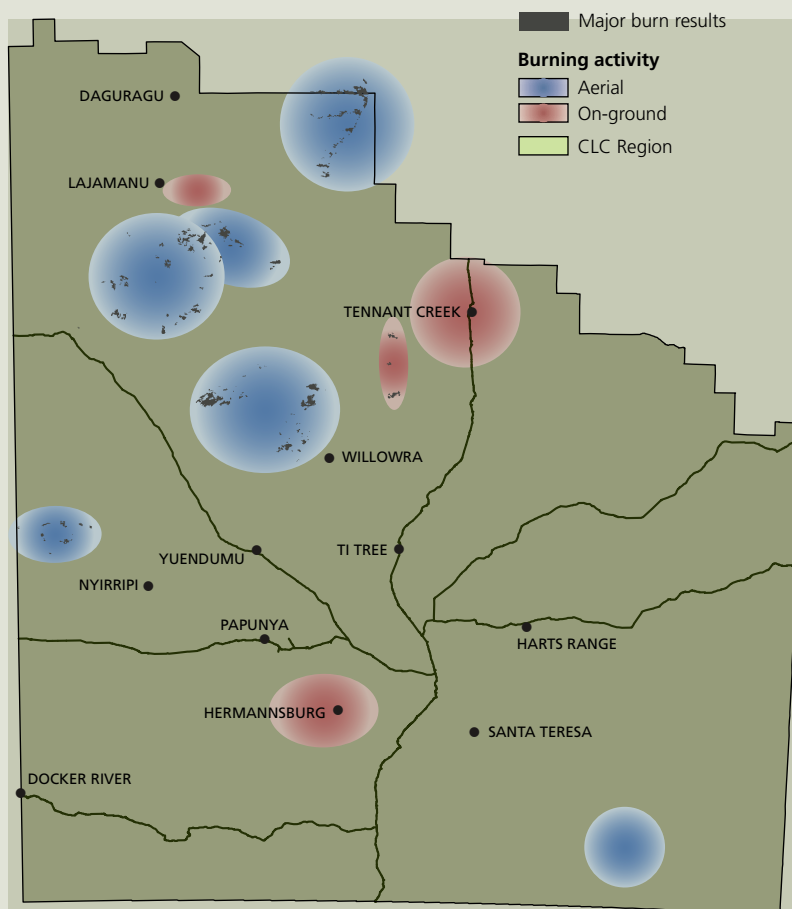 Major burn results
Burning activity
Aerial
On-ground
CLC Region
DAGURAGU
LAJAMANU
TENNANT CREEK
WILLOWRA
YUENDUMU
TI TREE
NYIRRIPI
PAPUNYA
HARTS RANGE
HERMANNSBURG
SANTA TERESA
DOCKER RIVER